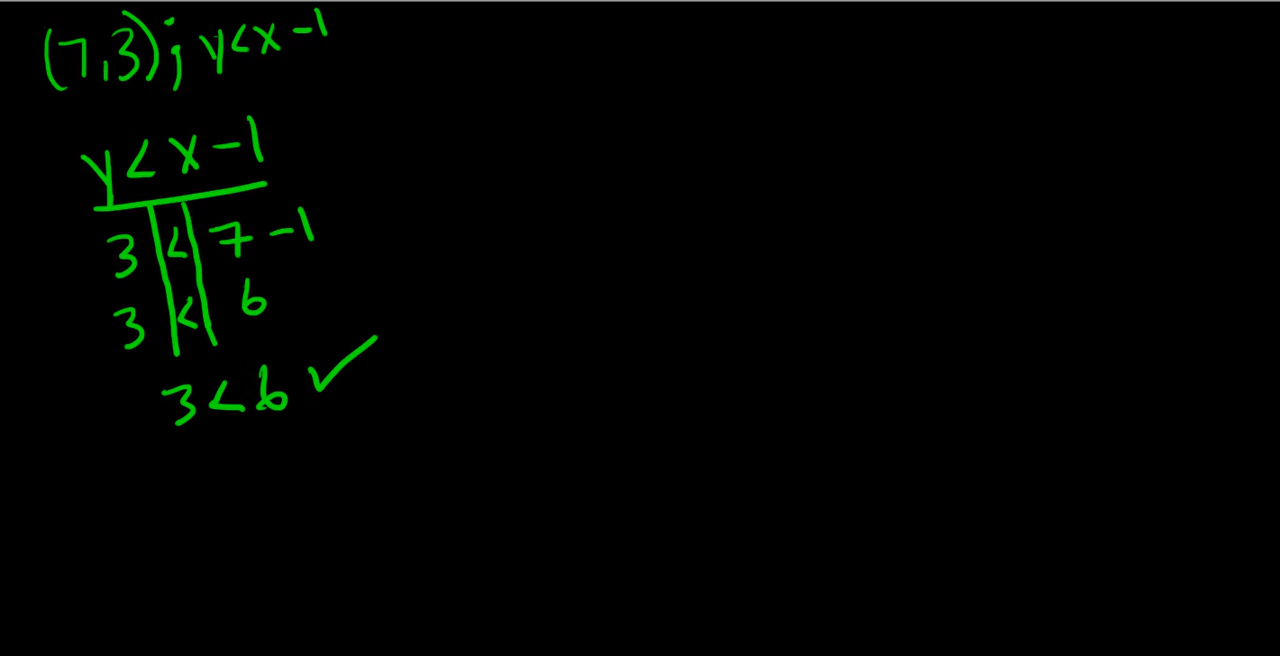 (7,3); y<x-1
y<x-1
3 | < | 7-1
3 | < | 6
3<6 ✓